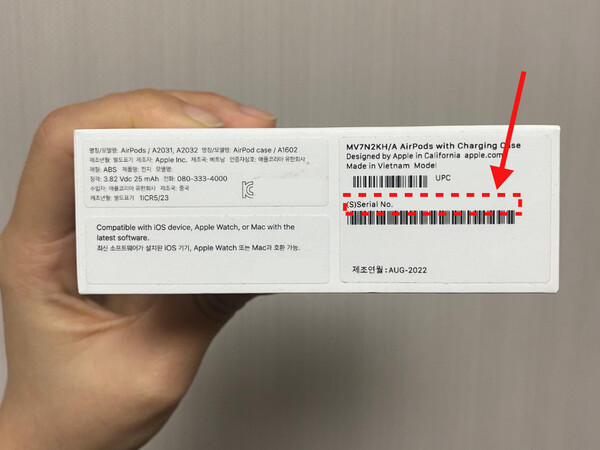 명칭/모델명: AirPods / A2031, A2032 명칭/모델명: AirPod case / A1602
제조년월: 별도표기 제조자: Apple Inc. 제조국: 베트남 인증자상호: 애플코리아 유한회사
재질: ABS 제품명: 전지 모델명:
정격: 3.82 Vdc 25 mAh 전화: 080-333-4000
수입자: 애플코리아 유한회사 제조국: 중국
제조년월: 별도표기 1ICR5/23
Compatible with iOS device, Apple Watch, or Mac with the
latest software.
최신 소프트웨어가 설치된 iOS 기기, Apple Watch 또는 Mac과 호환 가능.
MV7N2KH/A AirPods with Charging Case
Designed by Apple in California apple.com
Made in Vietnam Model
UPC
(S)Serial No.
제조연월: AUG-2022